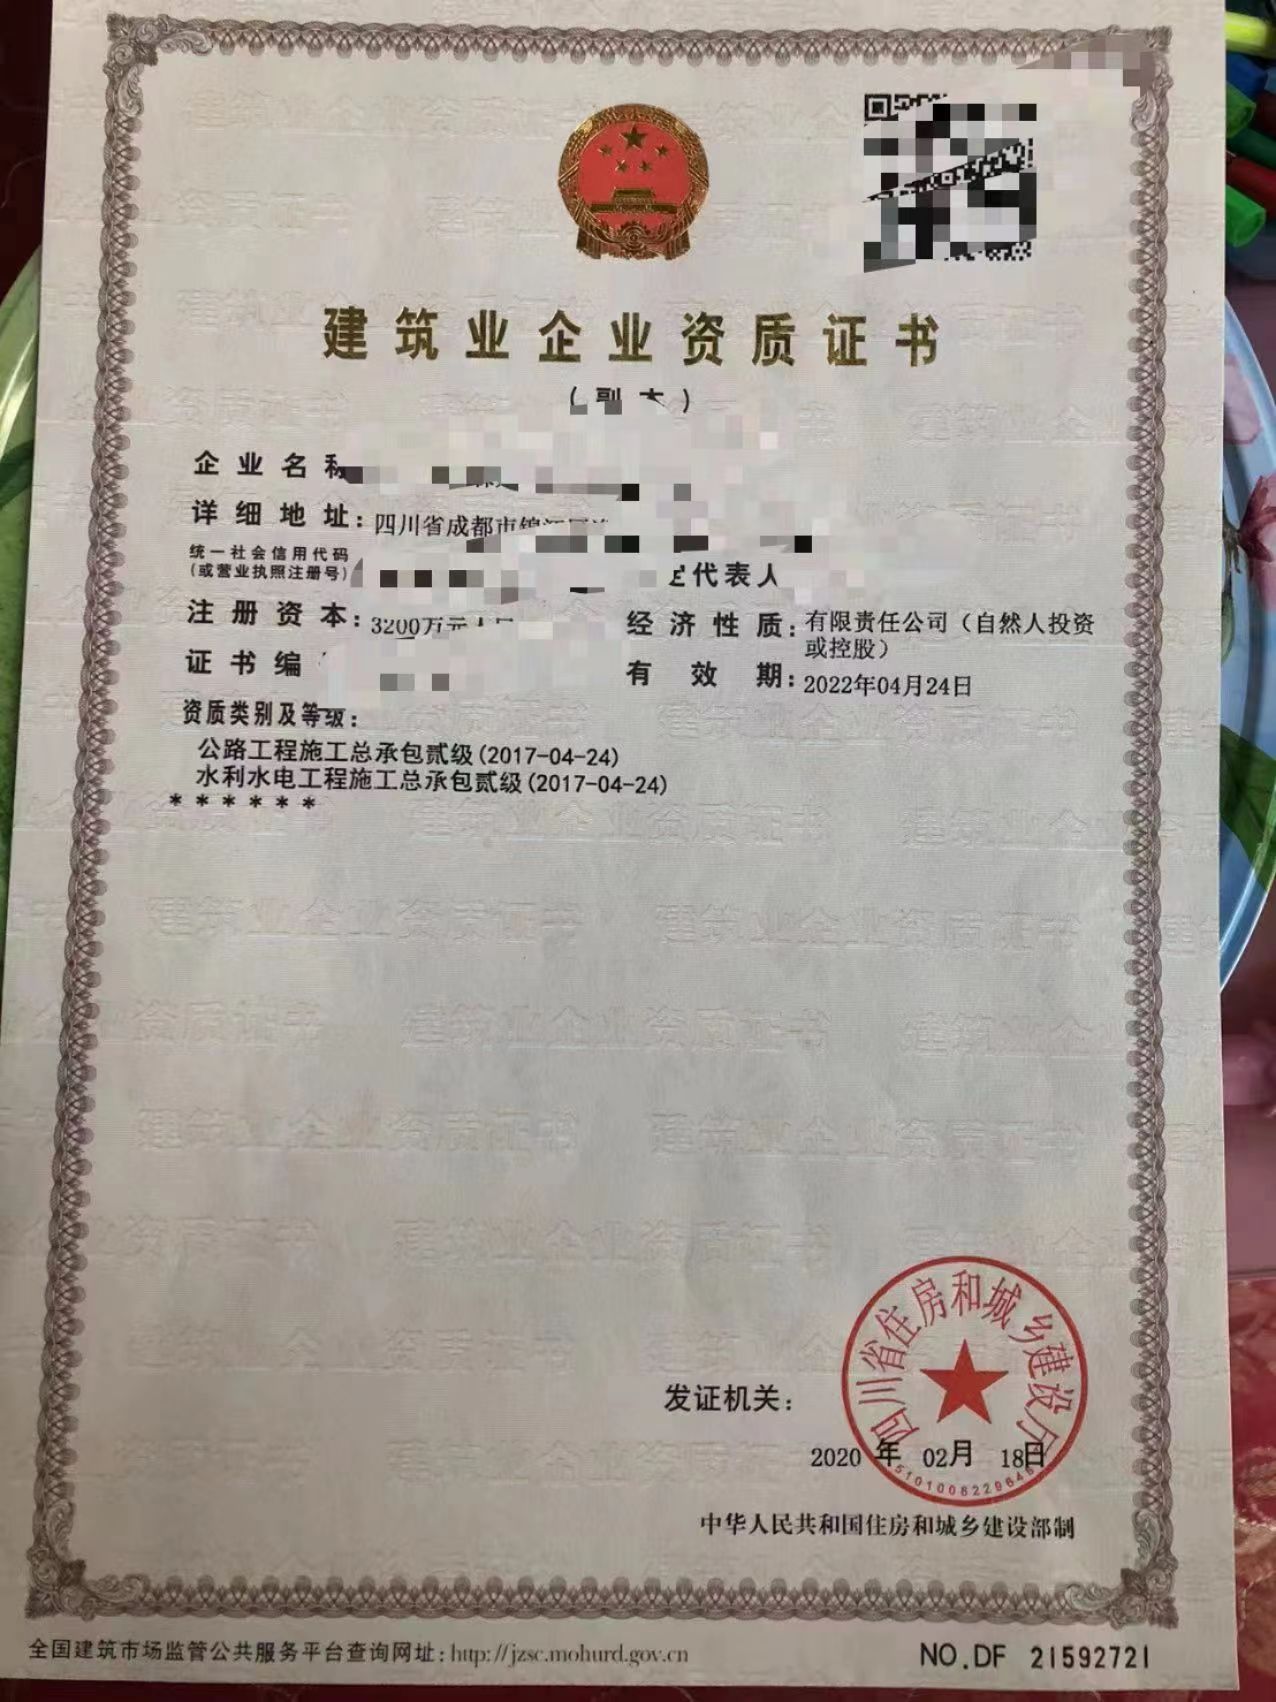 建筑业企业资质证书
（副本）
企业名称
详细地址：四川省成都市锦江区
统一社会信用代码
（或营业执照注册号）
定代表人
注册资本：3200万元人民
经济性质：有限责任公司（自然人投资
或控股）
证书编
有效期：2022年04月24日
资质类别及等级：
公路工程施工总承包贰级(2017-04-24)
水利水电工程施工总承包贰级(2017-04-24)
******
四川省住房和城乡建设厅
发证机关：
2020 年 02月 18日
中华人民共和国住房和城乡建设部制
全国建筑市场监管公共服务平台查询网址：http://jzsc.mohurd.gov.cn
NO.DF 21592721